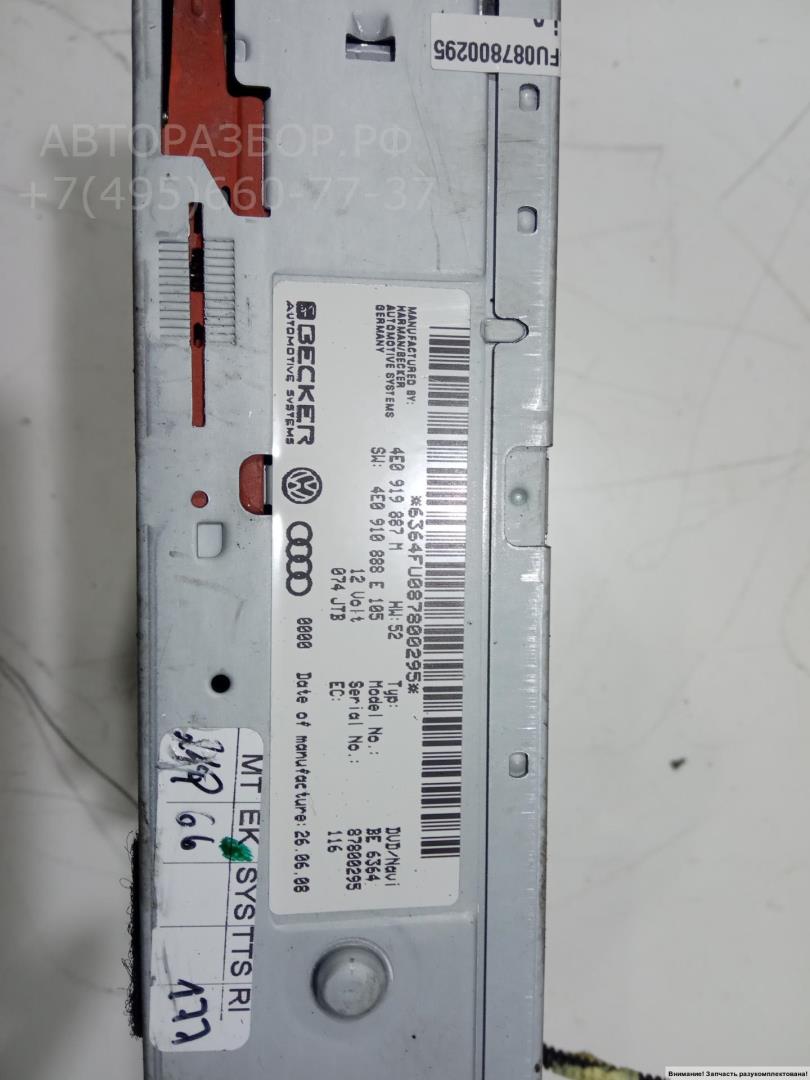 FU087800295
АВТОРАЗБОР.РФ
+7(495)660-77-37
*6364FU087800295*
MANUFACTURED BY:
HARMAN/BECKER
AUTOMOTIVE SYSTEMS
GERMANY
BECKER
AUTOMOTIVE SYSTEMS
4E0 919 887 M HW: 52
SW: 4E0 910 888 E 105
12 Volt
074 JTB
Typ: DVD/Navi
Model No.: BE 6364
Serial No.: 87800295
EC: 116
0000 Date of manufacture: 26.06.08
MT EK SYS TTS RI
66
177
Внимание! Запчасть разукомплектована!